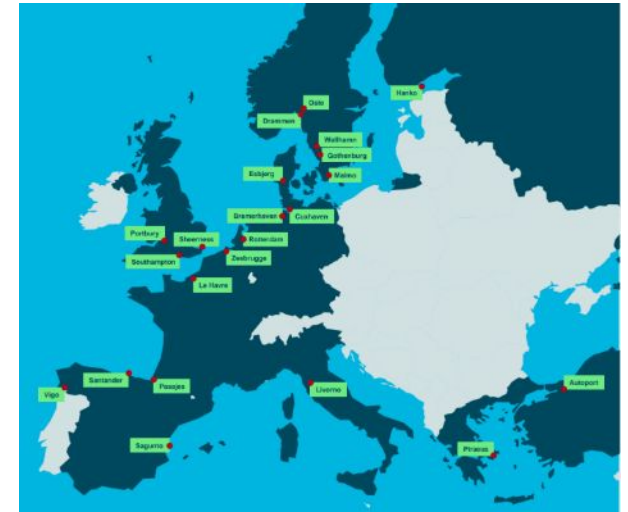 Hanko
Oslo
Drammen
Wallhamn
Gothenburg
Malmo
Esbjerg
Bremerhaven
Cuxhaven
Portbury
Sheerness
Rotterdam
Southampton
Zeebrugge
Le Havre
Santander
Pasajes
Vigo
Livorno
Autoport
Sagunto
Piraeus